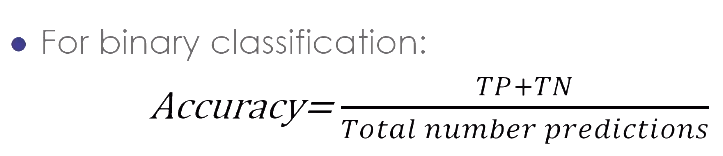 • For binary classification:
Accuracy= TP+TN
Total number predictions